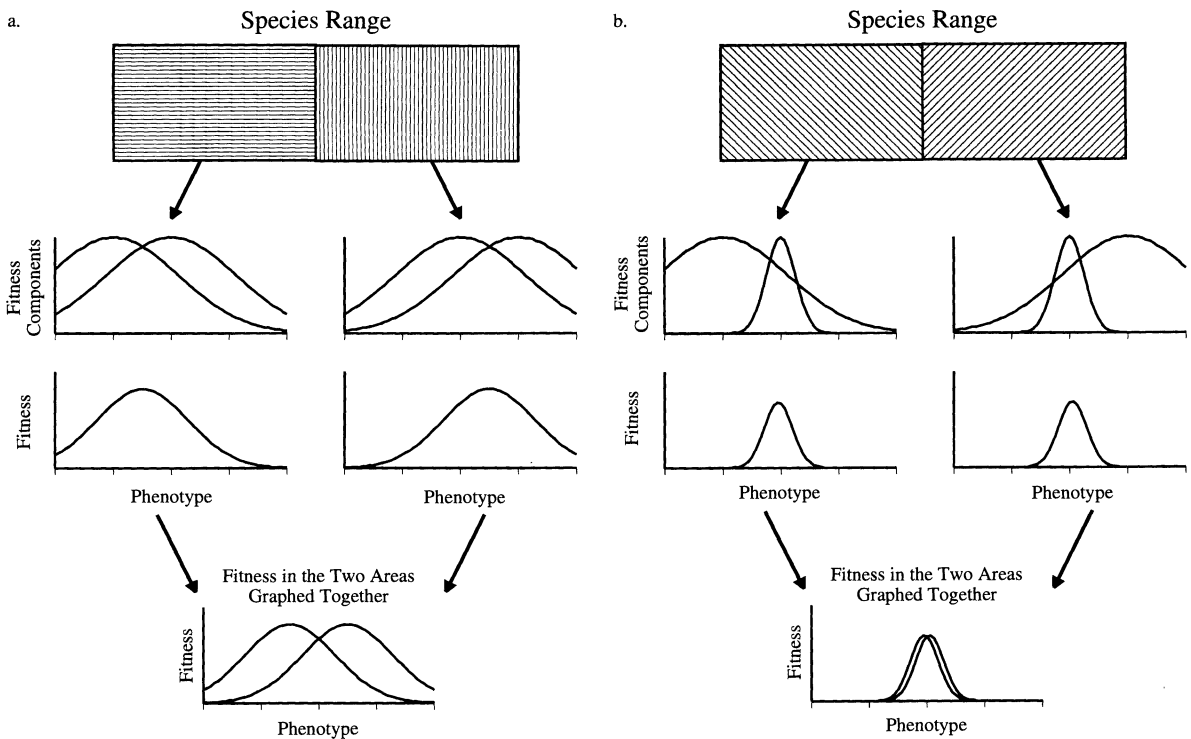 a.
Species Range
Fitness
Components
Fitness
Phenotype
Phenotype
Fitness in the Two Areas
Graphed Together
Fitness
Phenotype
b.
Species Range
Fitness
Components
Fitness
Phenotype
Phenotype
Fitness in the Two Areas
Graphed Together
Fitness
Phenotype